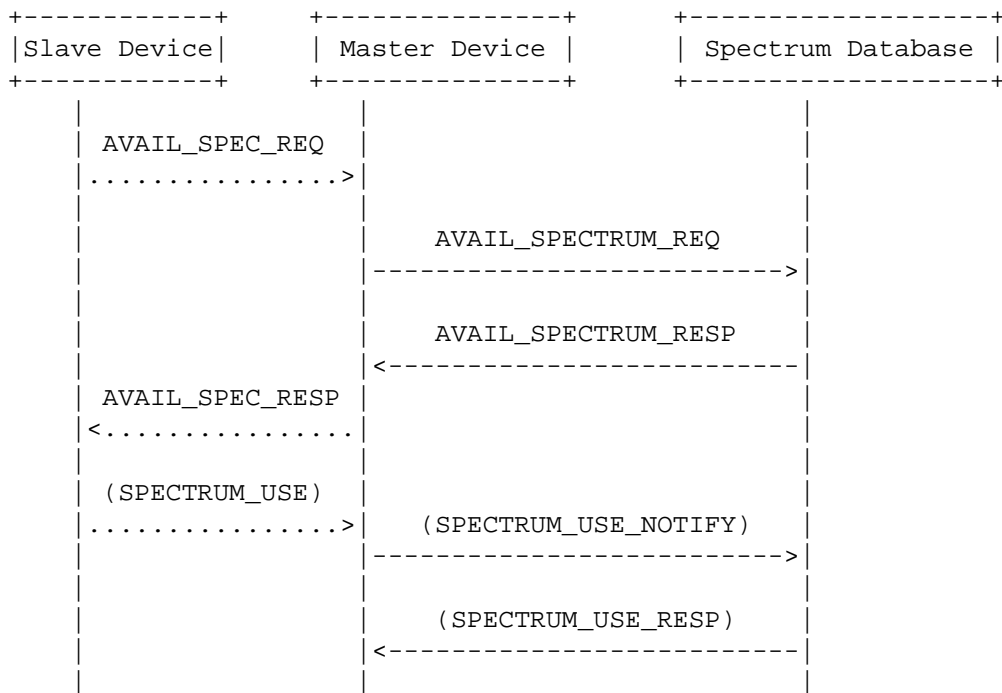 Slave Device Master Device Spectrum Database
AVAIL_SPEC_REQ
AVAIL_SPECTRUM_REQ
AVAIL_SPECTRUM_RESP
AVAIL_SPEC_RESP
(SPECTRUM_USE)
(SPECTRUM_USE_NOTIFY)
(SPECTRUM_USE_RESP)